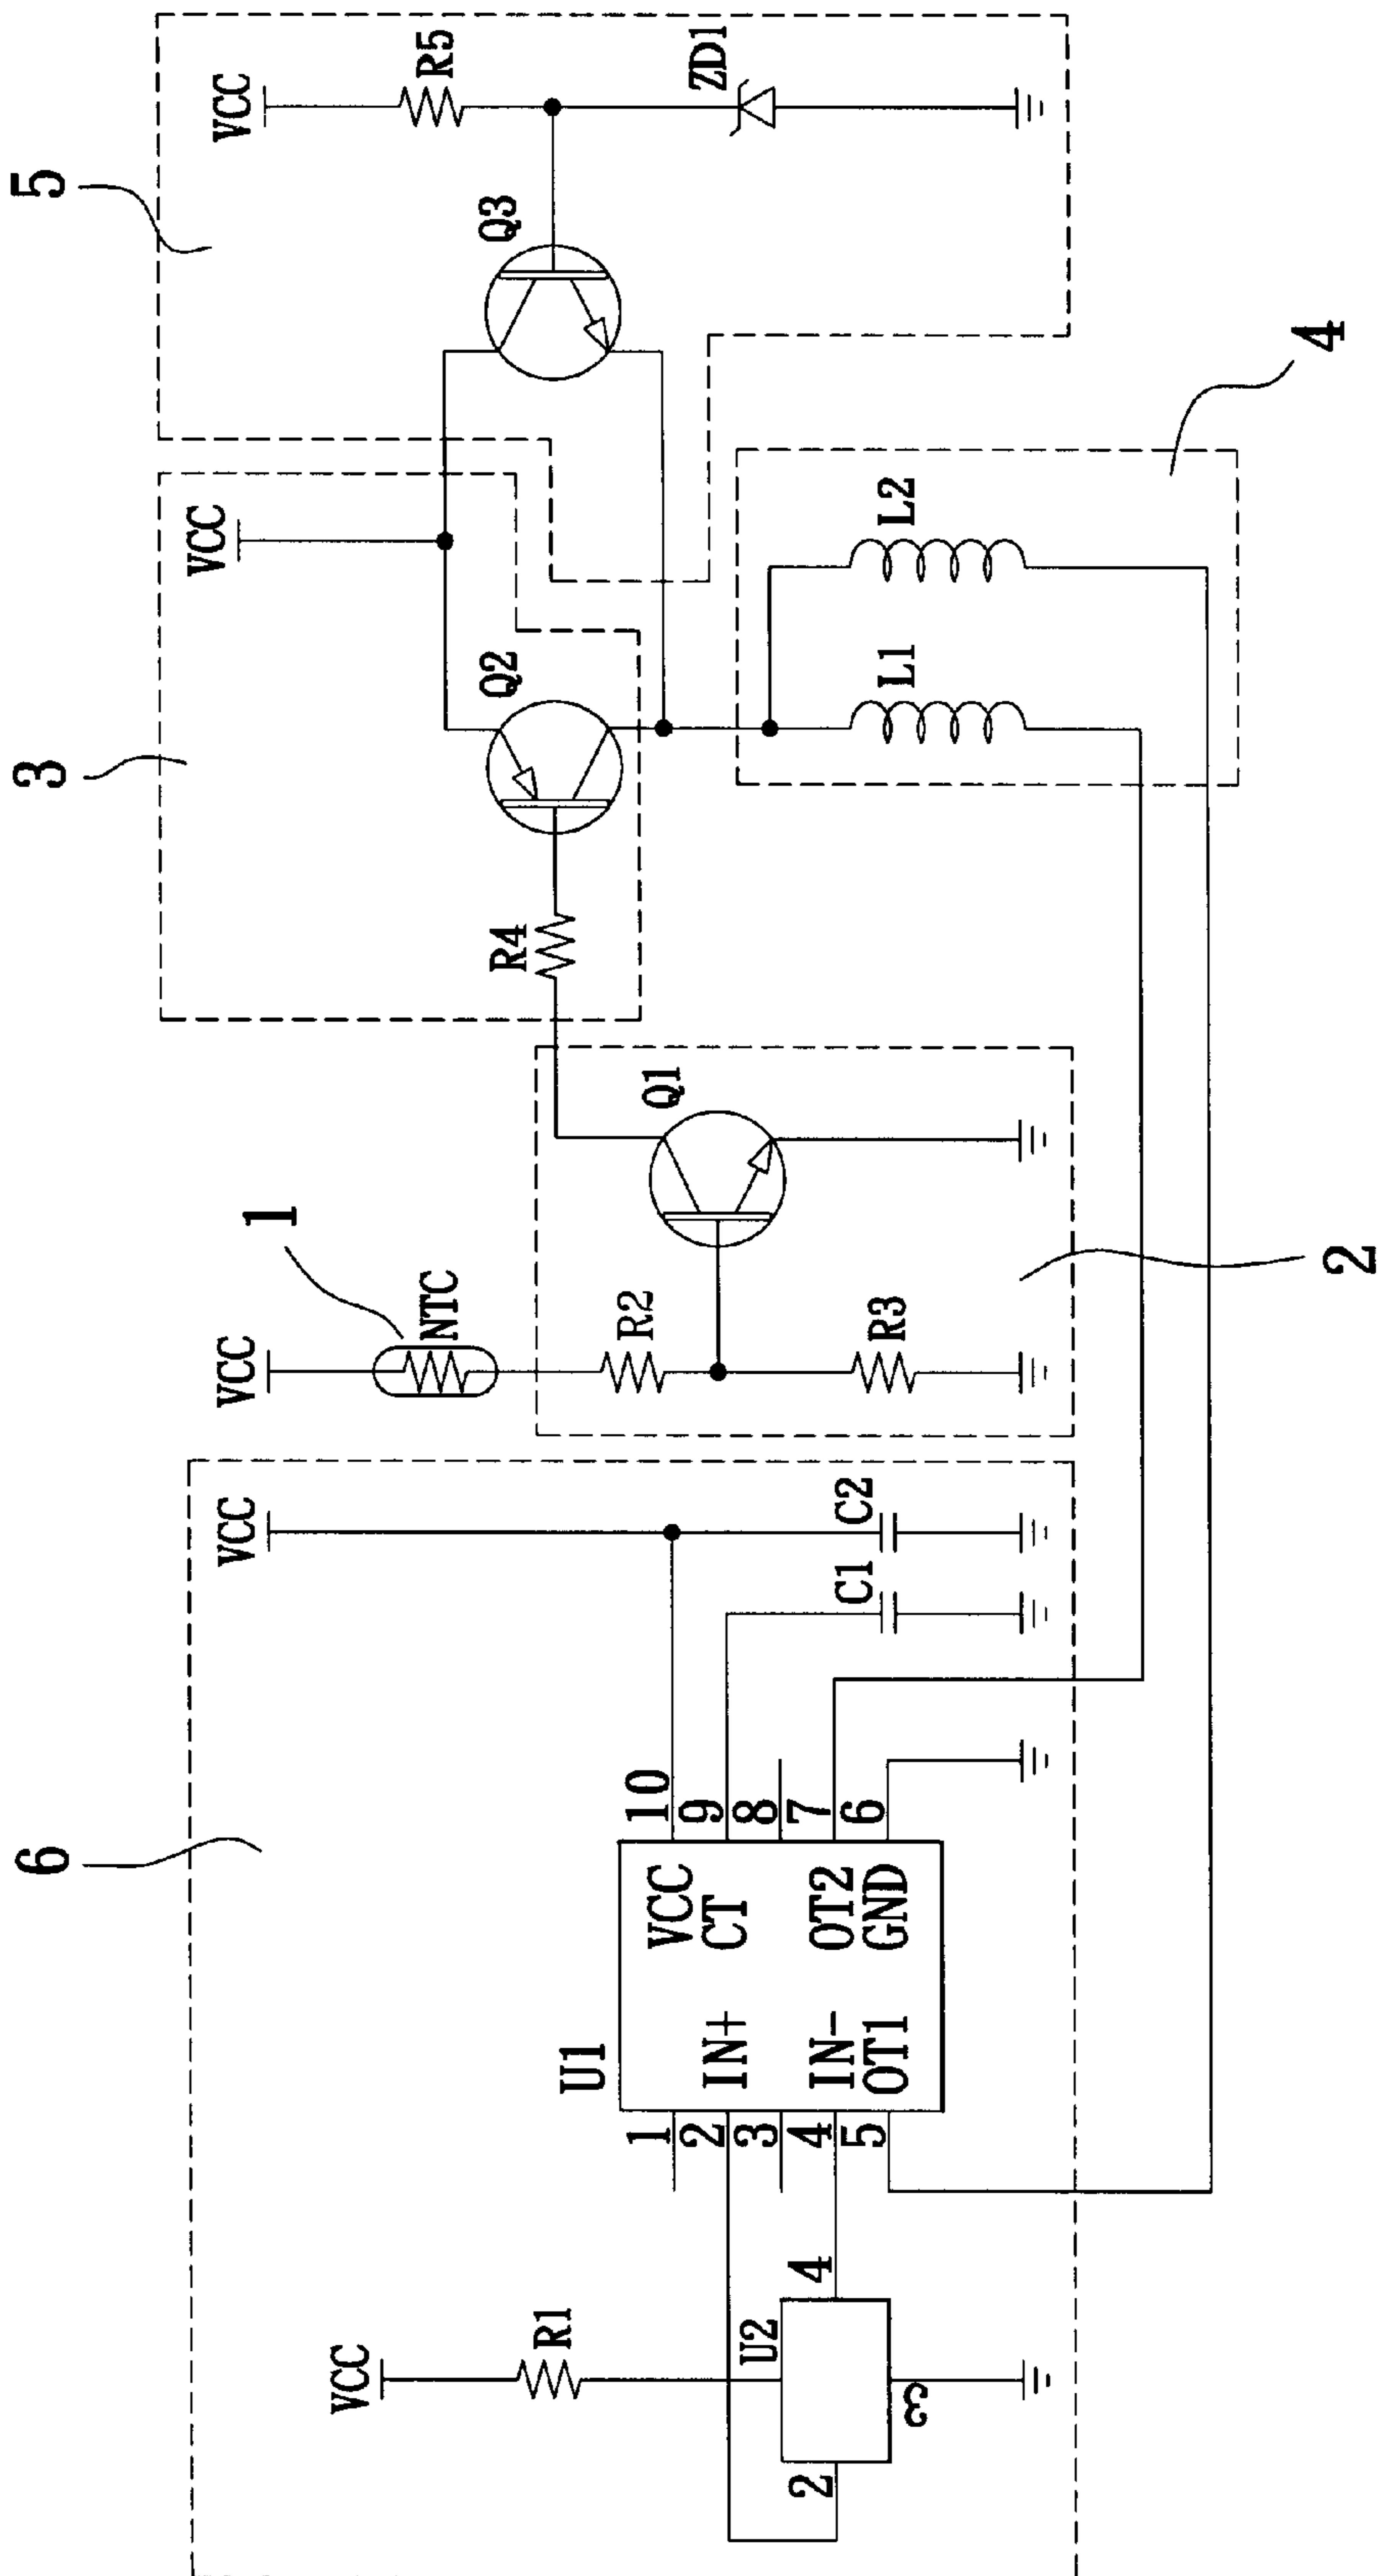 5
VCC
R5
ZD1
Q3
3
VCC
Q2
R4
4
L2
L1
1
VCC
NTC
Q1
R2
R3
2
6
VCC
C2
C1
10
9
8
7
6
VCC
CT
OT2
GND
IN+
IN-
OT1
U1
1
2
3
4
5
VCC
R1
U2
4
3
2